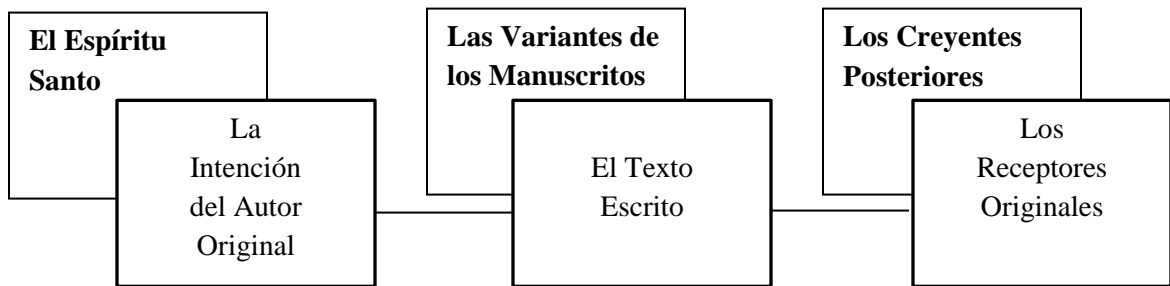 El Espíritu
Santo
La
Intención
del Autor
Original
Las Variantes de
los Manuscritos
El Texto
Escrito
Los Creyentes
Posteriores
Los
Receptores
Originales